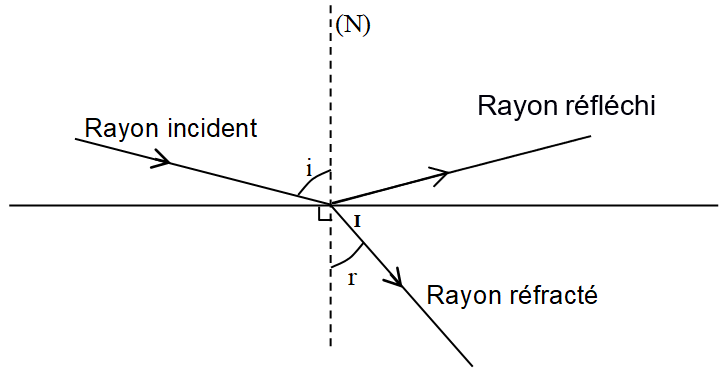 (N)
Rayon réfléchi
Rayon incident
i
I
r
Rayon réfracté